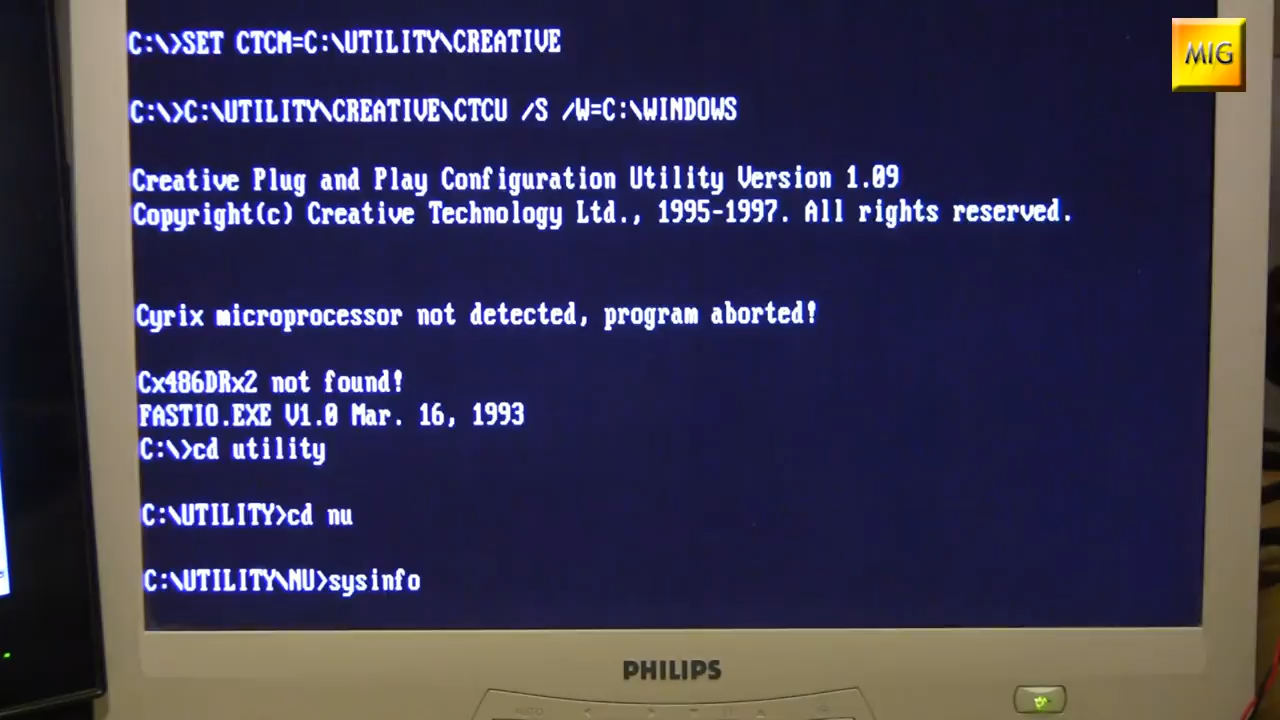 C:\>SET CTCM=C:\UTILITY\CREATIVE
MIG
C:\>C:\UTILITY\CREATIVE\CTCU /S /W=C:\WINDOWS
Creative Plug and Play Configuration Utility Version 1.09
Copyright(c) Creative Technology Ltd., 1995-1997. All rights reserved.
Cyrix microprocessor not detected, program aborted!
Cx486DRx2 not found!
FASTIO.EXE V1.0 Mar. 16, 1993
C:\>cd utility
C:\UTILITY>cd nu
C:\UTILITY\NU>sysinfo
PHILIPS
AUTO